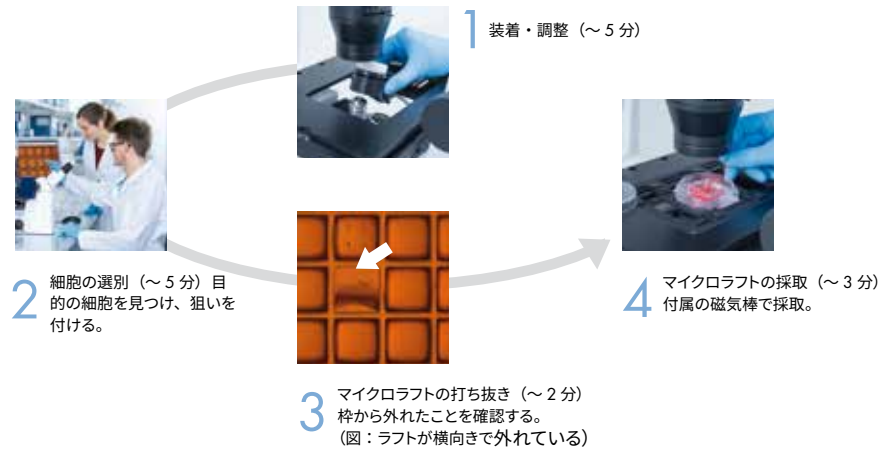 1 装着・調整（～ 5 分）
2 細胞の選別（～ 5 分）目
的の細胞を見つけ、狙いを
付ける。
3 マイクロラフトの打ち抜き（～ 2 分）
枠から外れたことを確認する。
（図：ラフトが横向きで外れている）
4 マイクロラフトの採取（～ 3 分）
付属の磁気棒で採取。